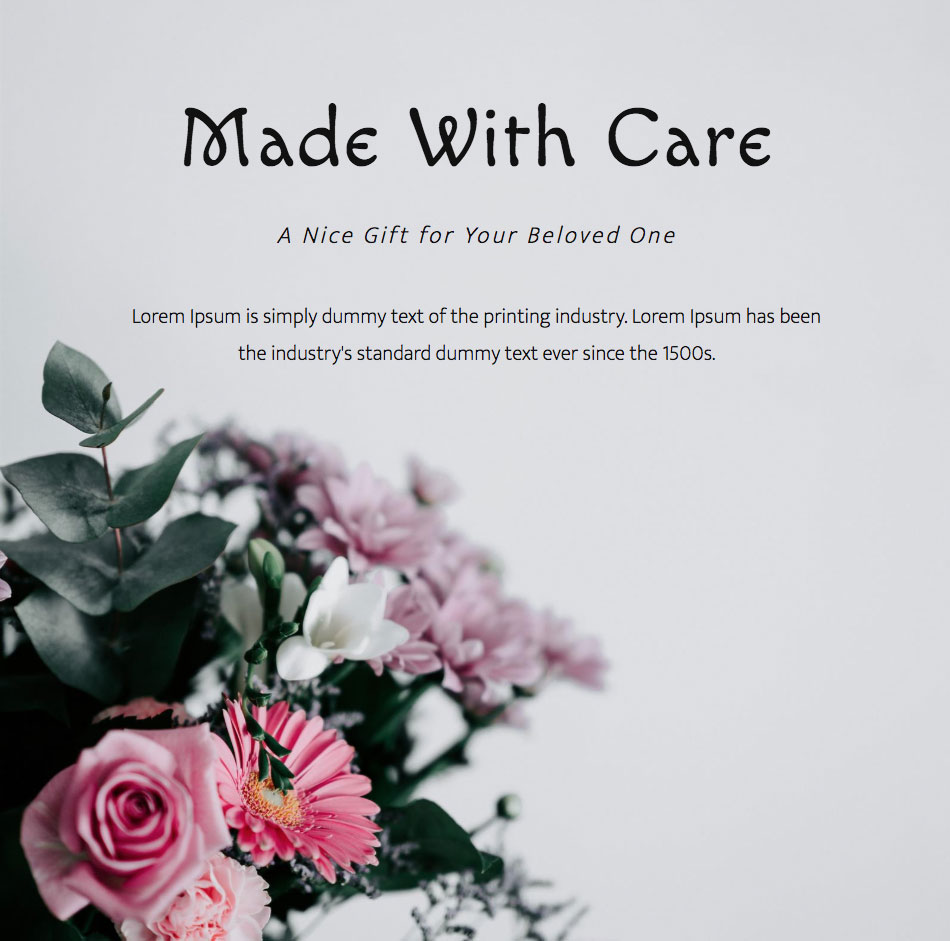 Made With Care
A Nice Gift for Your Beloved One
Lorem Ipsum is simply dummy text of the printing industry. Lorem Ipsum has been
the industry's standard dummy text ever since the 1500s.